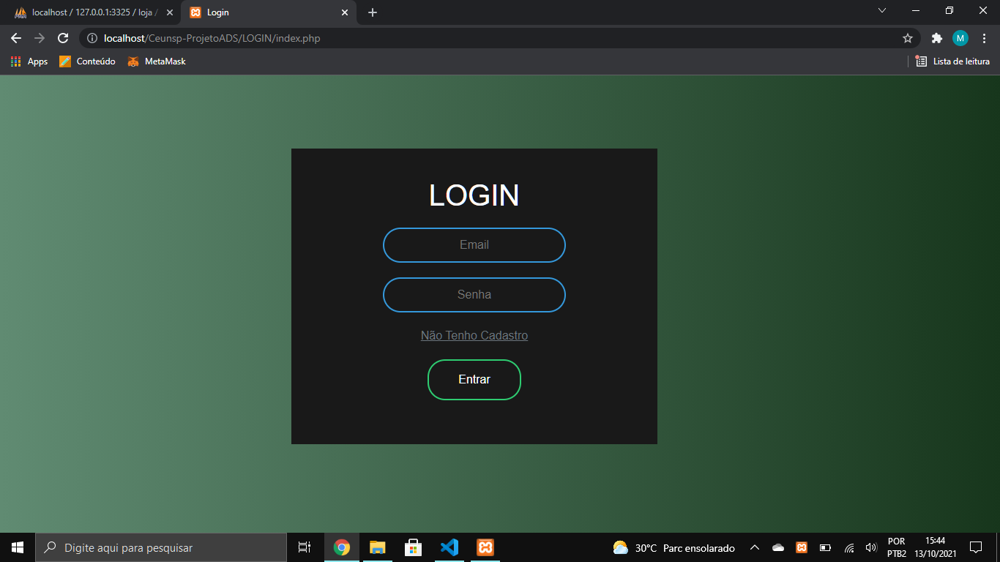 localhost / 127.0.0.1:3325 / loja /
Login
localhost/Ceunsp-ProjetoADS/LOGIN/index.php
M
Apps
Conteúdo
MetaMask
Lista de leitura
LOGIN
Email
Senha
Não Tenho Cadastro
Entrar
Digite aqui para pesquisar
30°C Parc ensolarado
POR
PTB2
15:44
13/10/2021